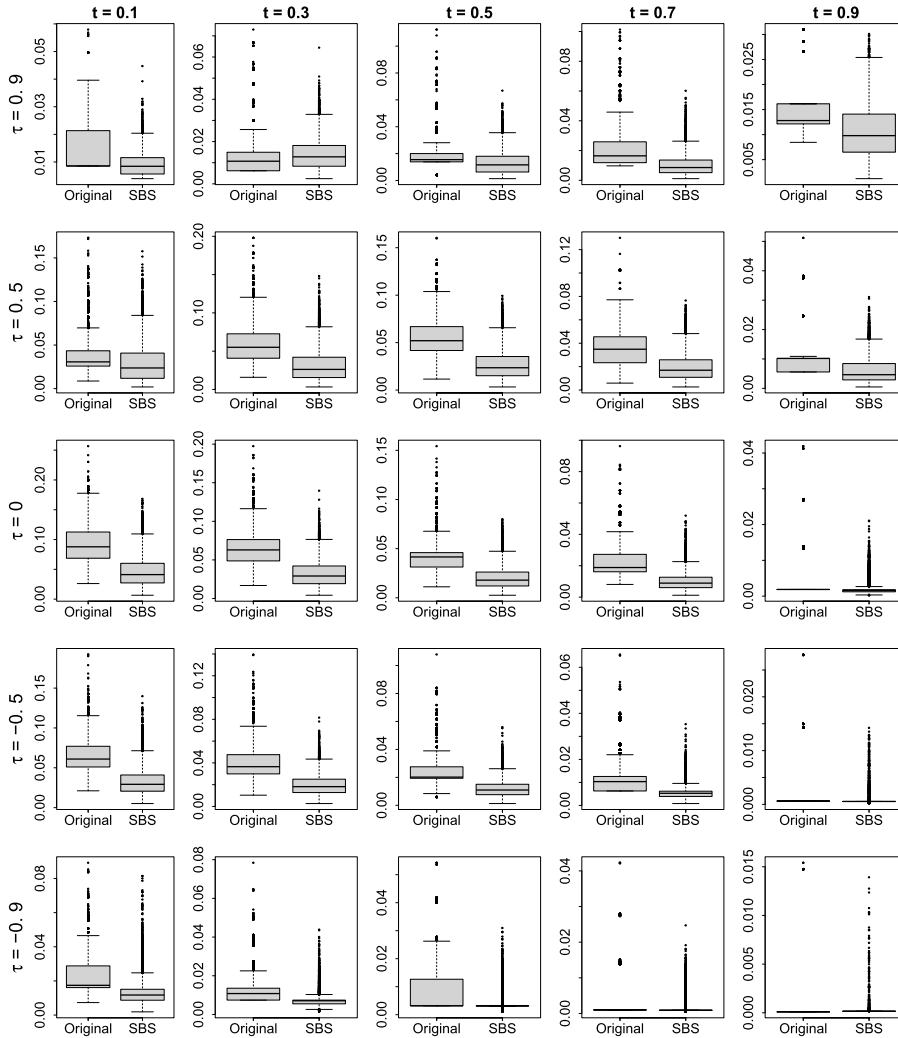 t = 0.1 t = 0.3 t = 0.5 t = 0.7 t = 0.9
τ = 0.9
0.01 0.03 0.05
Original SBS
0.00 0.02 0.04 0.06
Original SBS
0.00 0.04 0.08
Original SBS
0.00 0.04 0.08
Original SBS
0.005 0.015 0.025
Original SBS
τ = 0.5
0.00 0.05 0.10 0.15
Original SBS
0.00 0.05 0.10 0.20
Original SBS
0.00 0.05 0.10 0.15
Original SBS
0.00 0.04 0.08 0.12
Original SBS
0.00 0.02 0.04
Original SBS
τ = 0
0.00 0.10 0.20
Original SBS
0.00 0.05 0.10 0.20
Original SBS
0.00 0.05 0.10 0.15
Original SBS
0.00 0.04 0.08
Original SBS
0.00 0.02 0.04
Original SBS
τ = −0.5
0.00 0.05 0.10 0.15
Original SBS
0.00 0.04 0.08 0.12
Original SBS
0.00 0.04 0.08
Original SBS
0.00 0.02 0.04 0.06
Original SBS
0.000 0.010 0.020
Original SBS
τ = −0.9
0.00 0.04 0.08
Original SBS
0.00 0.02 0.04 0.06 0.08
Original SBS
0.00 0.02 0.04
Original SBS
0.00 0.02 0.04
Original SBS
0.000 0.005 0.010 0.015
Original SBS